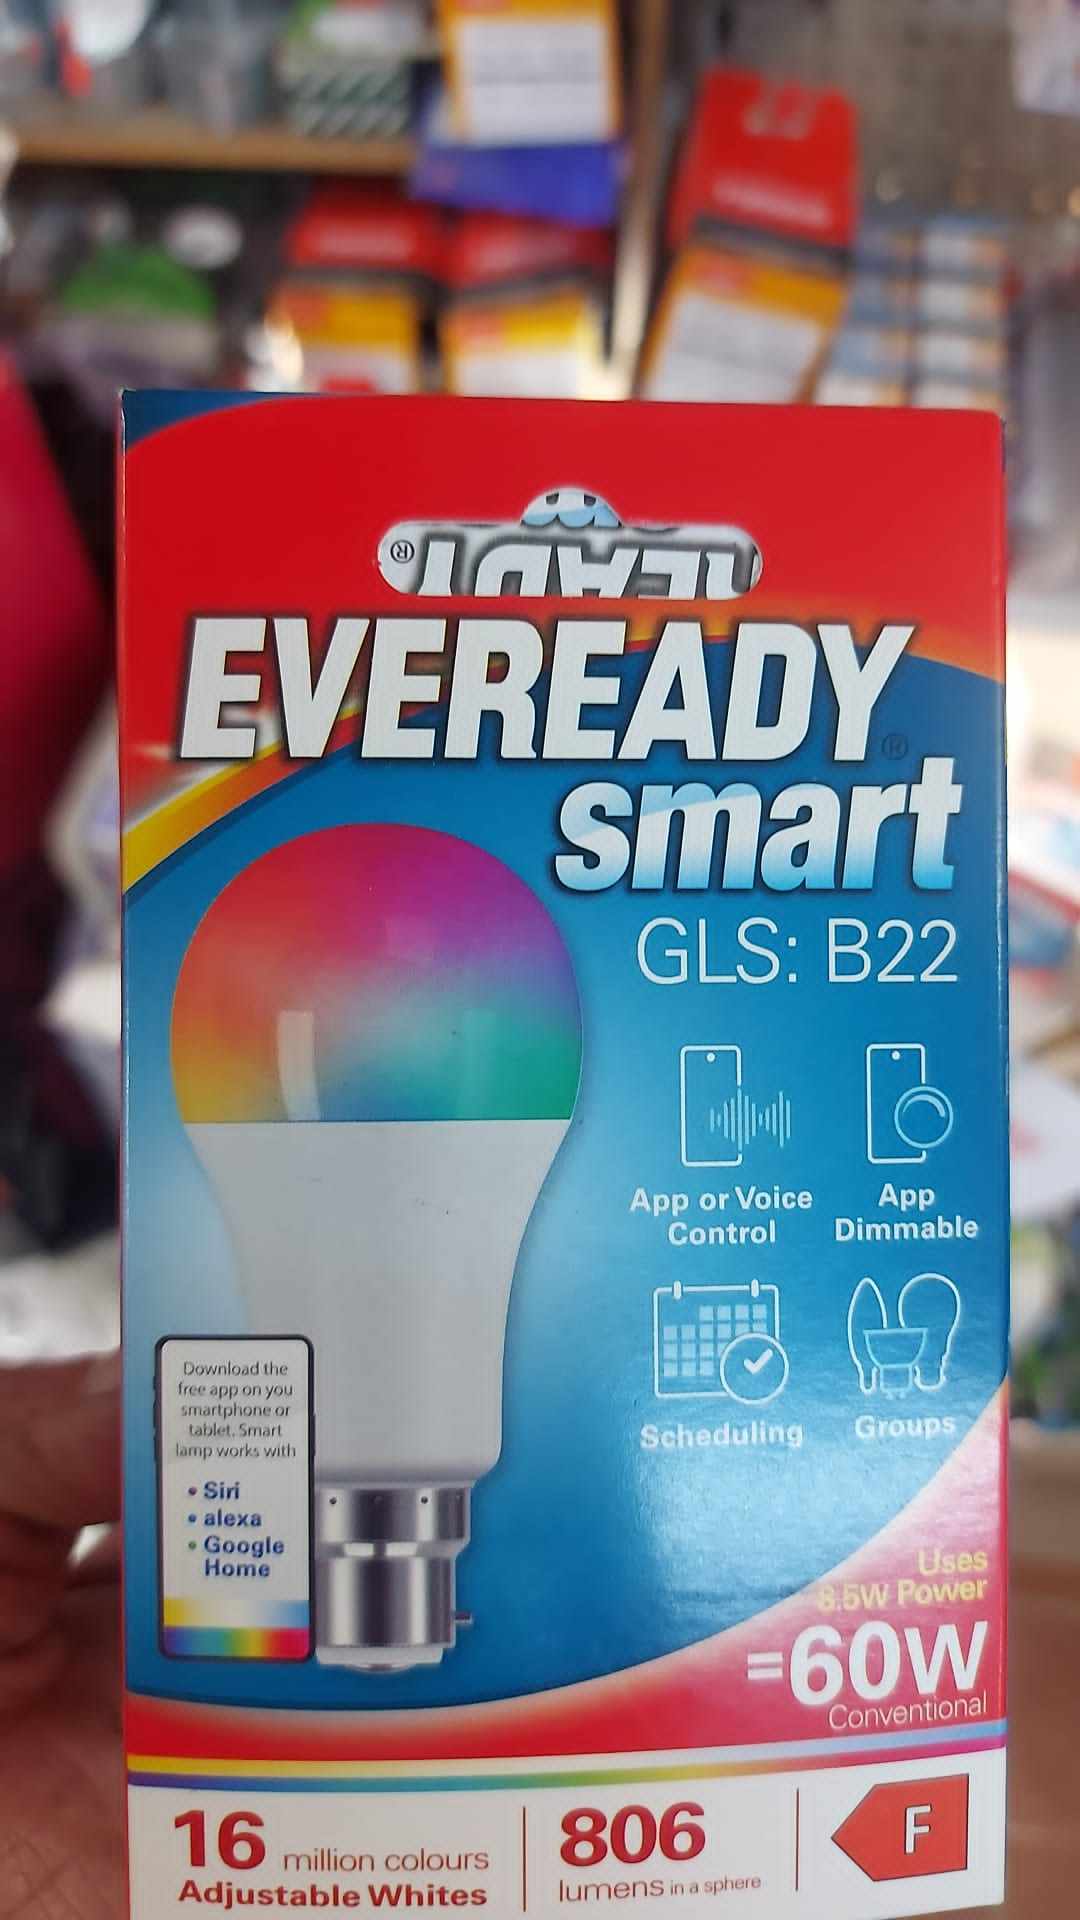 EVEREADY®
smart
GLS: B22
App or Voice
Control
App
Dimmable
Scheduling
Groups
Download the
free app on you
smartphone or
tablet. Smart
lamp works with
• Siri
• alexa
• Google
Home
Uses
8.5W Power
=60W
Conventional
16 million colours
Adjustable Whites
806
lumens in a sphere
F